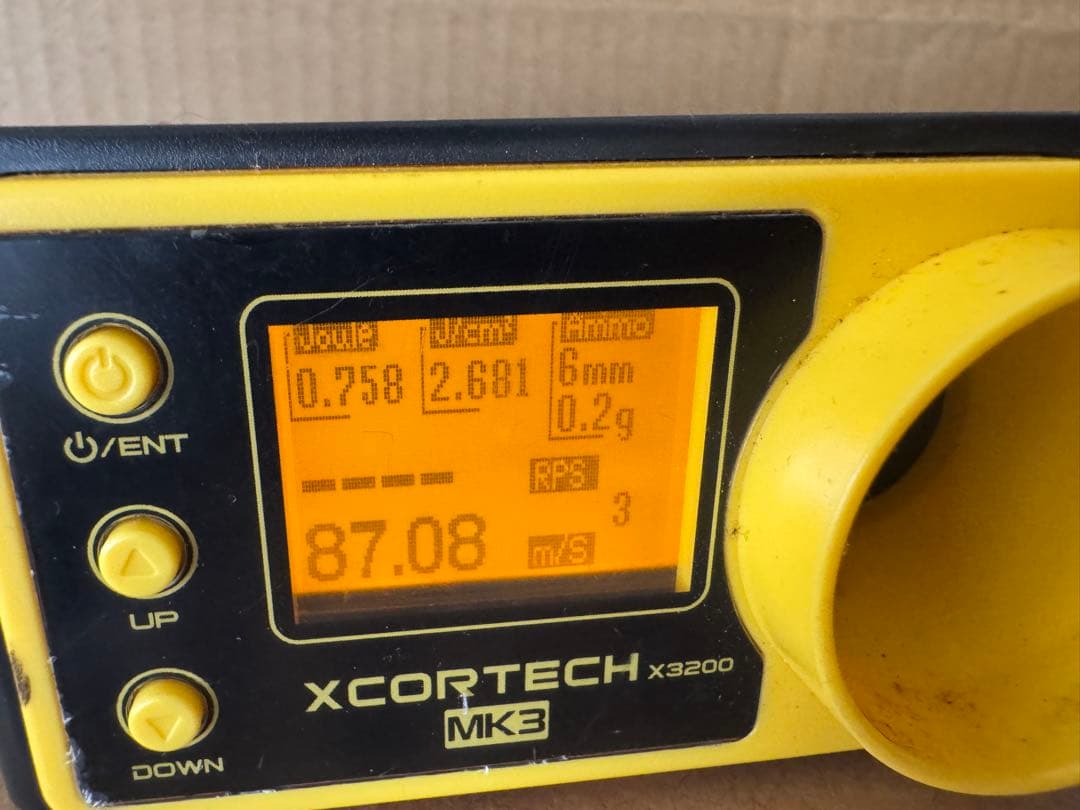 Joule J/cm² Ammo
0.758 2.681 6mm
0.2g
---- RPS
3
87.08 m/S
/ENT
UP
DOWN
XCORTECH X3200
MK3